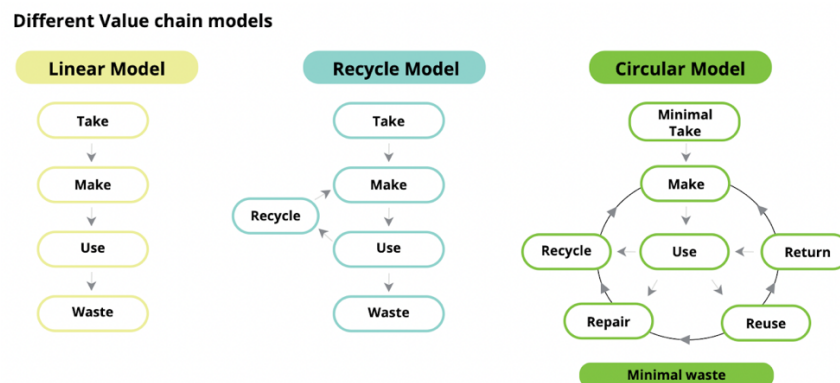 Different Value chain models
Linear Model
Take
Make
Use
Waste
Recycle Model
Take
Make
Recycle
Use
Waste
Circular Model
Minimal
Take
Make
Recycle
Use
Return
Repair
Reuse
Minimal waste